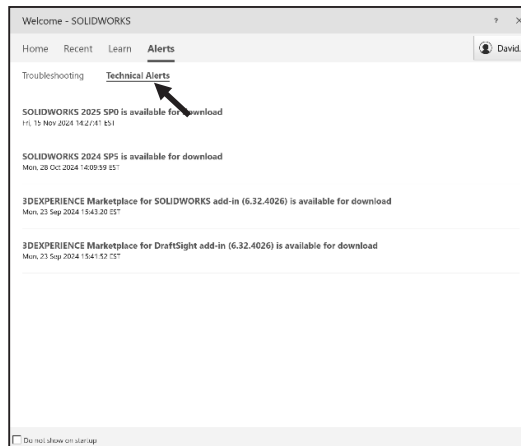 Welcome - SOLIDWORKS ?
Home Recent Learn Alerts David.
Troubleshooting Technical Alerts
SOLIDWORKS 2025 SP0 is available for download
Fri, 15 Nov 2024 14:27:41 EST
SOLIDWORKS 2024 SP5 is available for download
Mon, 28 Oct 2024 14:09:59 EST
3DEXPERIENCE Marketplace for SOLIDWORKS add-in (6.32.4026) is available for download
Mon, 23 Sep 2024 15:43:20 EST
3DEXPERIENCE Marketplace for DraftSight add-in (6.32.4026) is available for download
Mon, 23 Sep 2024 15:41:52 CST
Do not show on startup